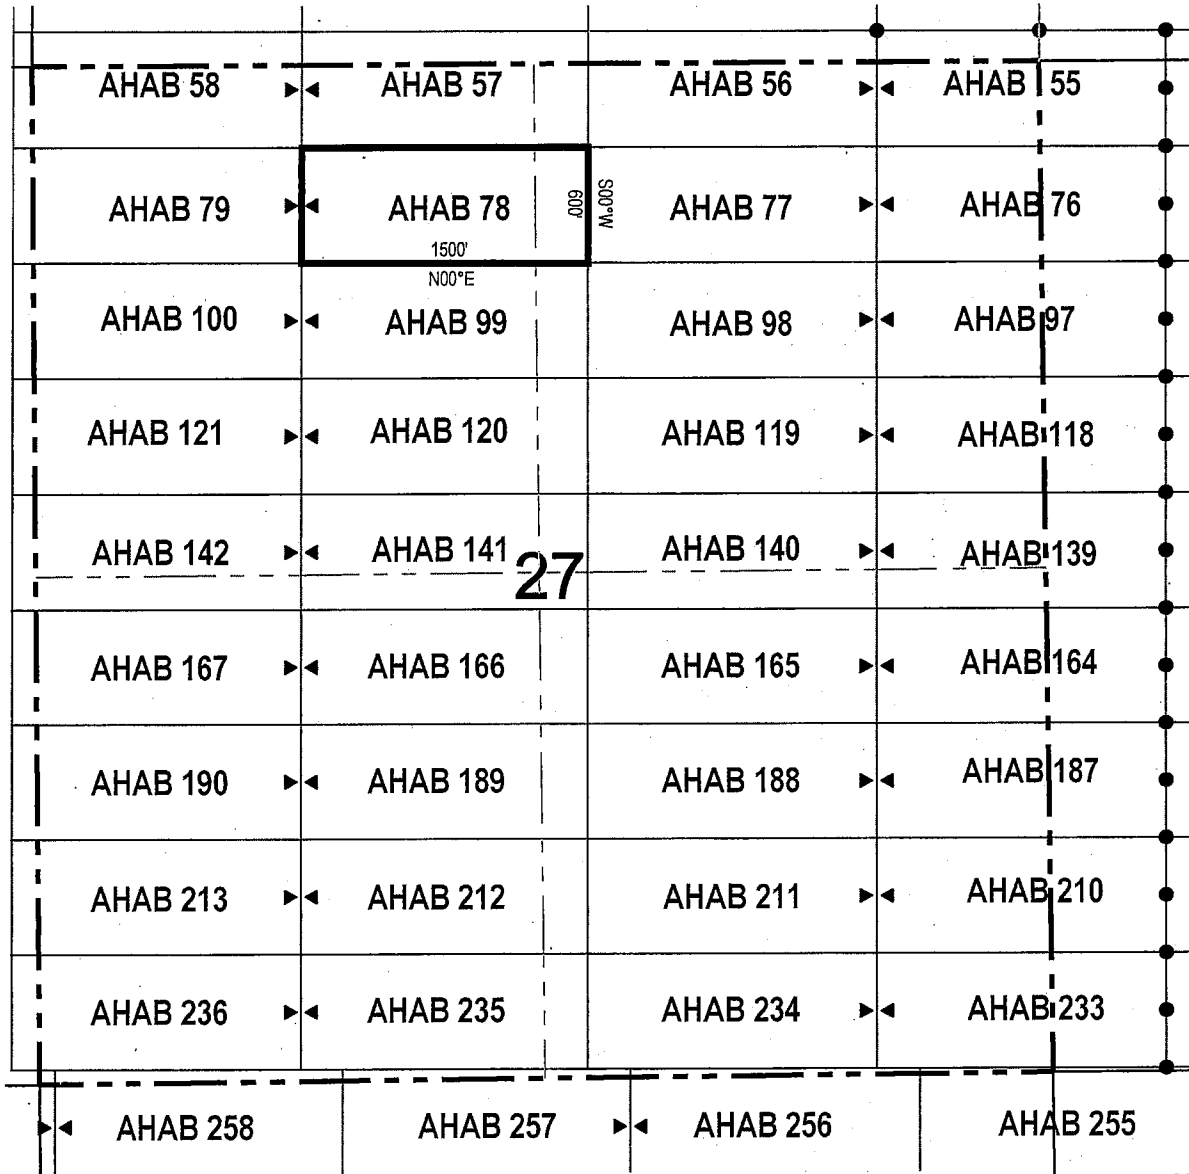 AHAB 58 AHAB 57 AHAB 56 AHAB 55
AHAB 79 AHAB 78 AHAB 77 AHAB 76
600'
S00°W
1500'
N00°E
AHAB 100 AHAB 99 AHAB 98 AHAB 97
AHAB 121 AHAB 120 AHAB 119 AHAB 118
AHAB 142 AHAB 141 AHAB 140 AHAB 139
27
AHAB 167 AHAB 166 AHAB 165 AHAB 164
AHAB 190 AHAB 189 AHAB 188 AHAB 187
AHAB 213 AHAB 212 AHAB 211 AHAB 210
AHAB 236 AHAB 235 AHAB 234 AHAB 233
AHAB 258 AHAB 257 AHAB 256 AHAB 255